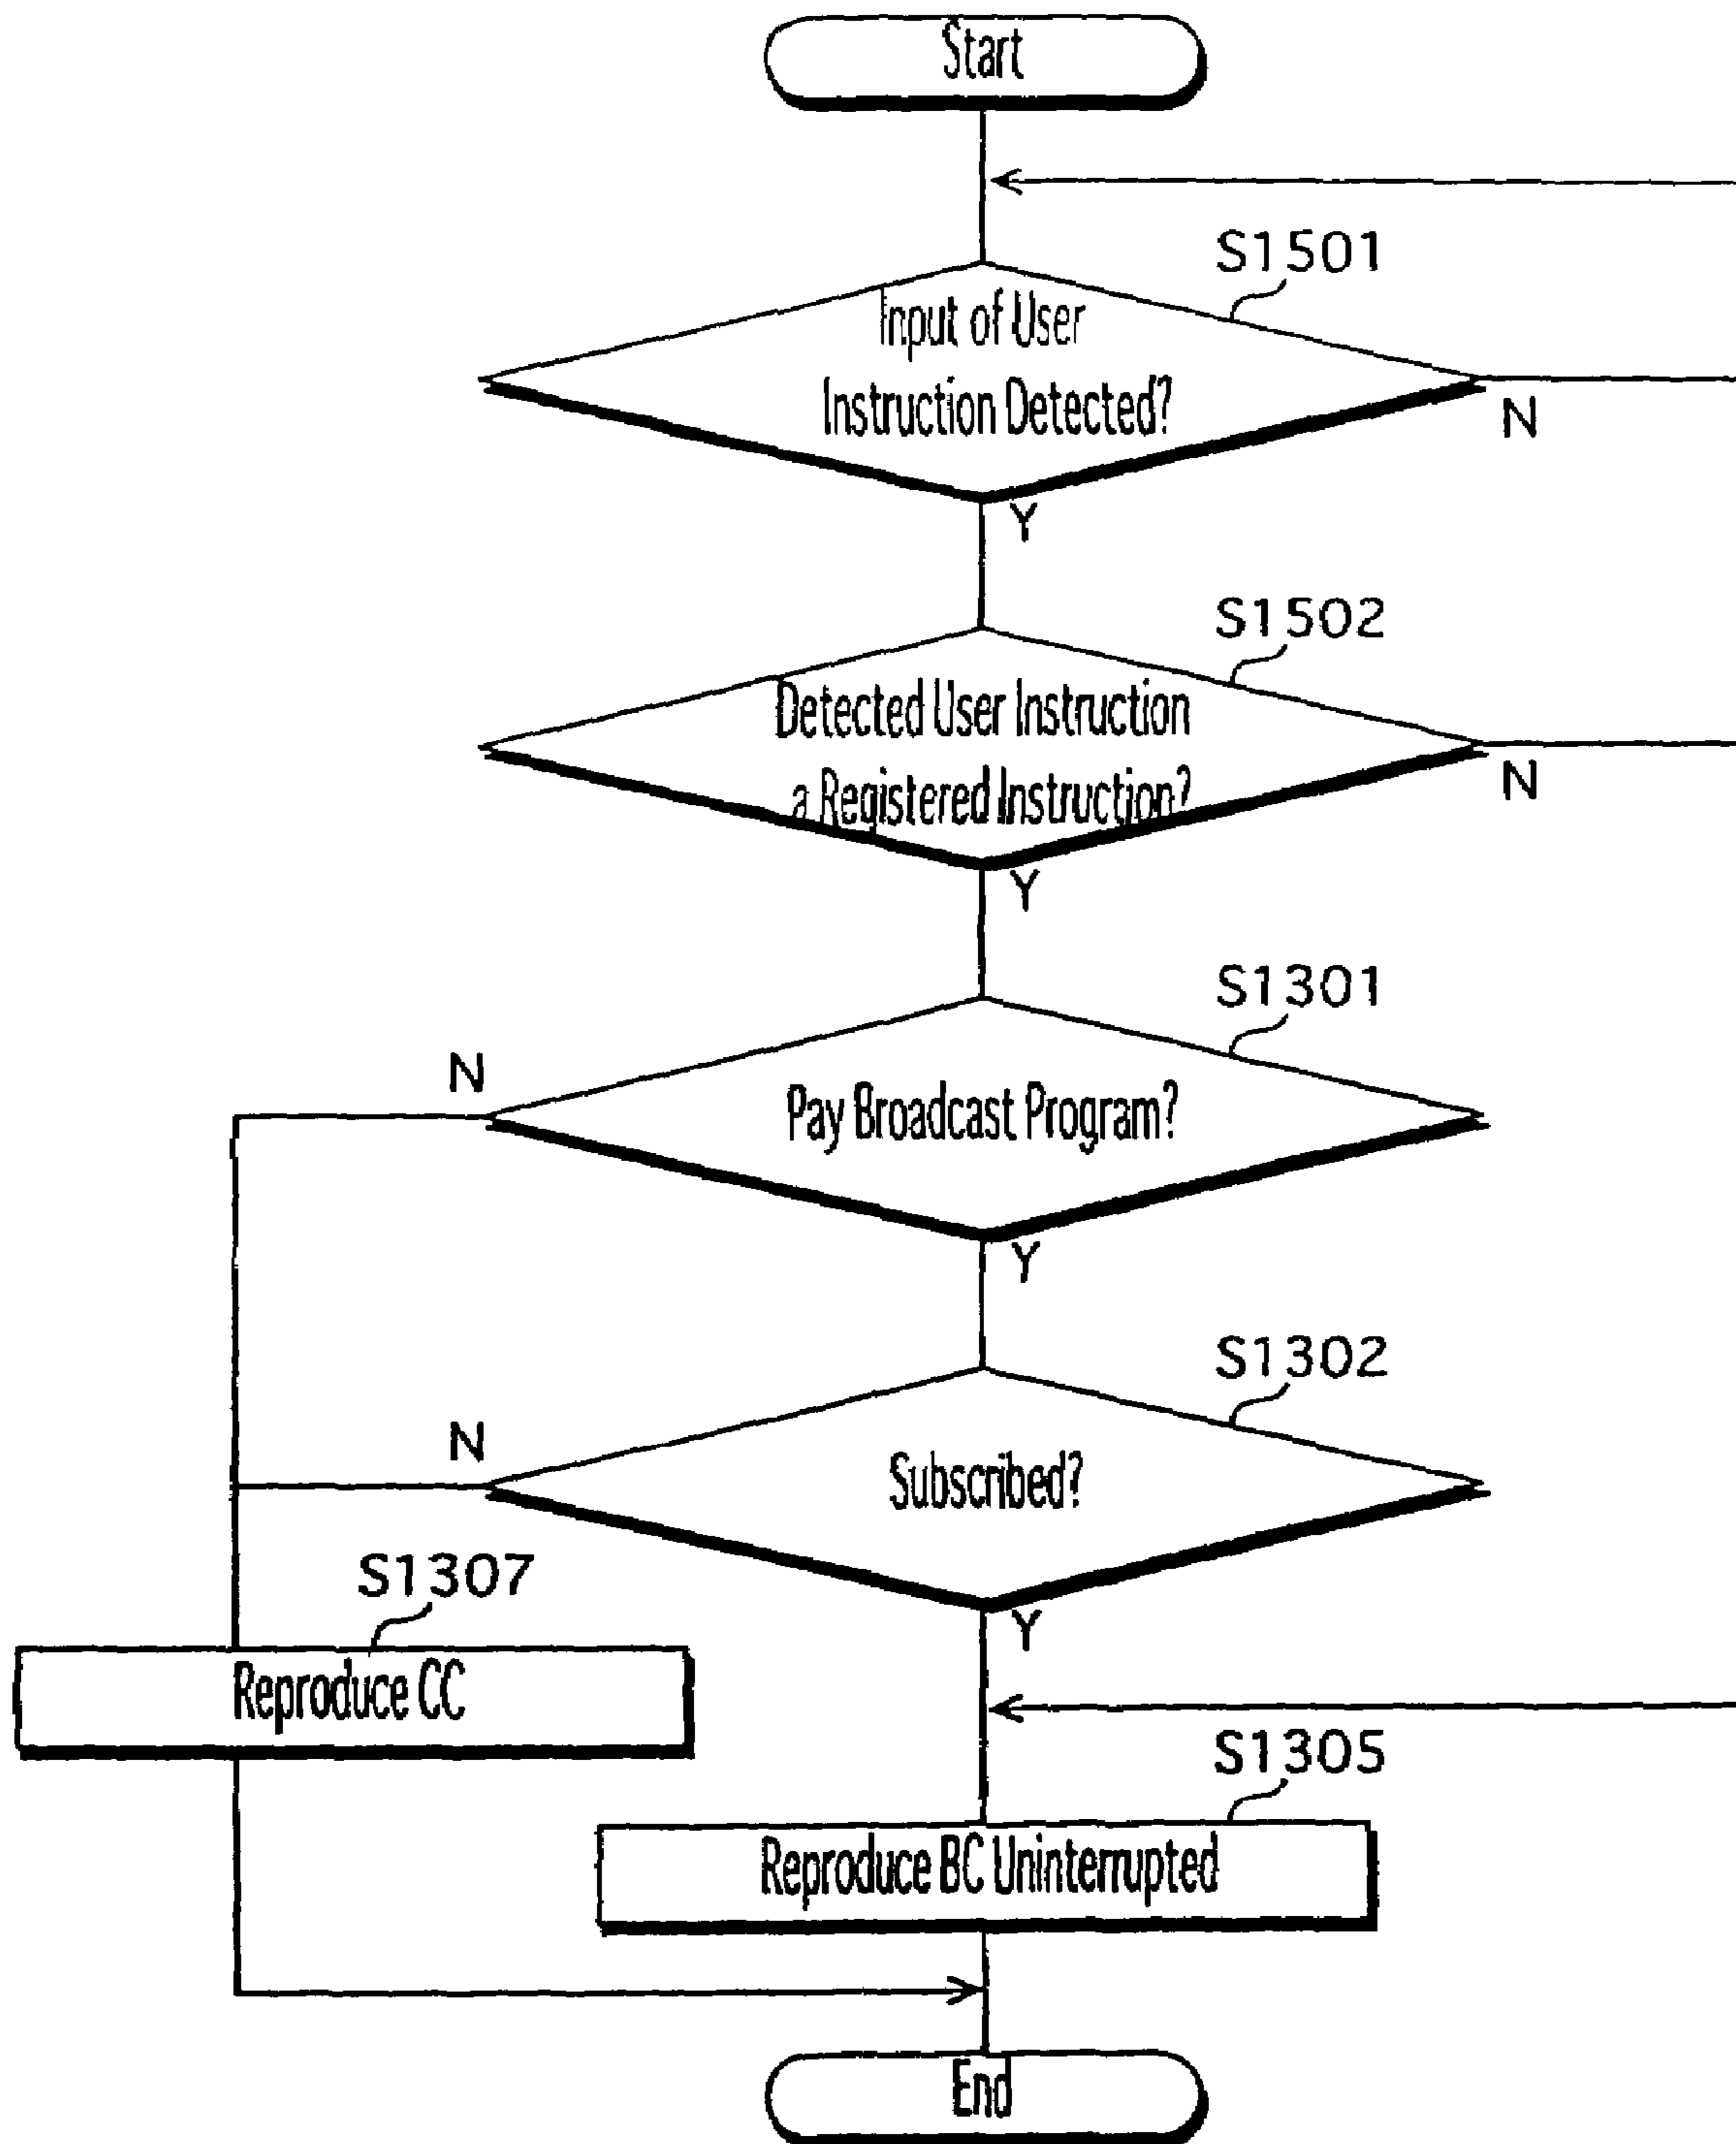 Start
S1501
Input of User
Instruction Detected?
N
Y
S1502
Detected User Instruction
a Registered Instruction?
N
Y
S1301
N
Pay Broadcast Program?
Y
S1302
N
Subscribed?
Y
S1307
Reproduce CC
S1305
Reproduce BC Uninterrupted
End